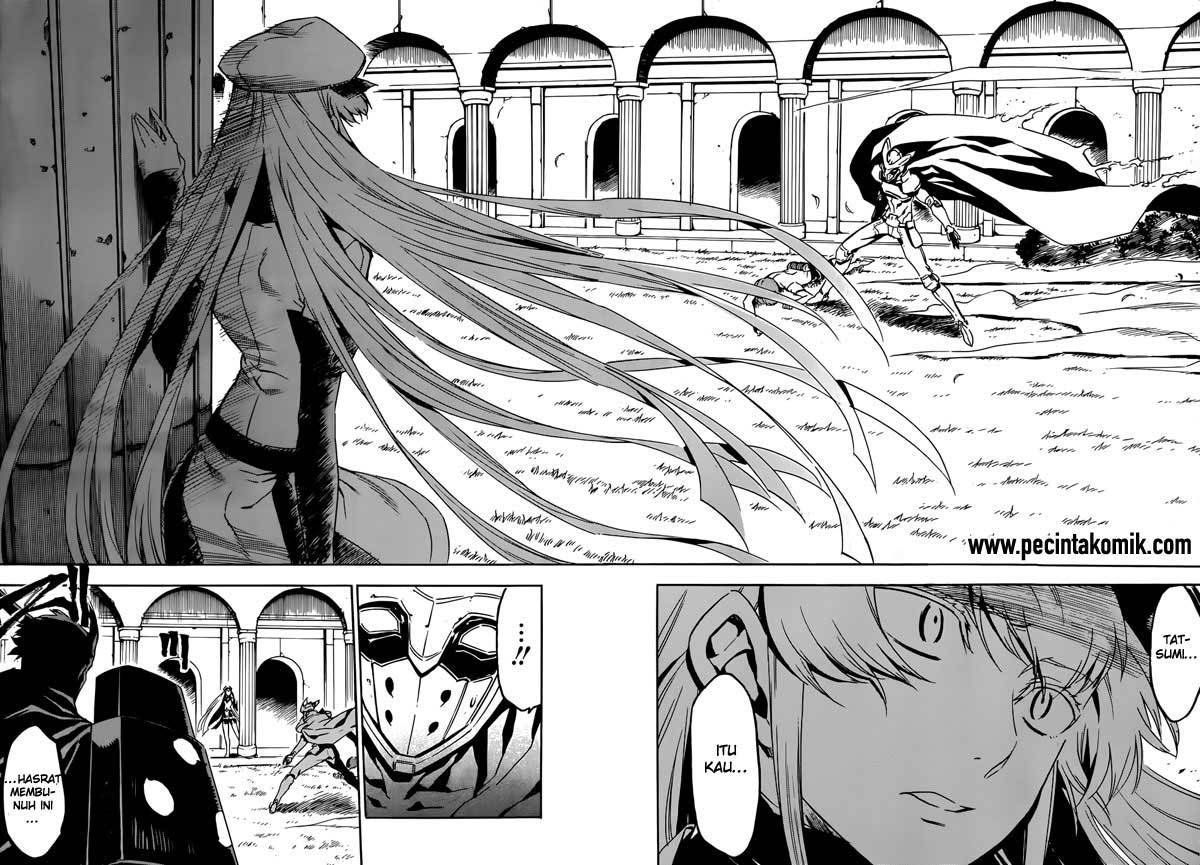 www.pecintakomik.com
TAT-
SUMI...
ITU
KAU...
...!!
...HASRAT
MEMBU-
NUH INI
...